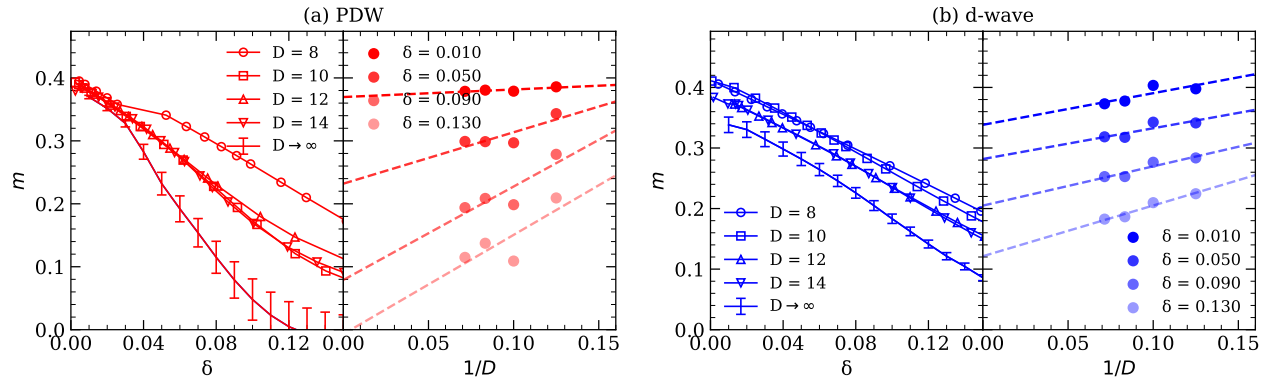 (a) PDW
(b) d-wave
m
0.4
0.3
0.2
0.1
0.0
D = 8
D = 10
D = 12
D = 14
D→∞
0.00
0.04
0.08
0.12
δ
δ = 0.010
δ = 0.050
δ = 0.090
δ = 0.130
0.00
0.05
0.10
0.15
1/D
m
0.4
0.3
0.2
0.1
0.0
D = 8
D = 10
D = 12
D = 14
D→∞
0.00
0.04
0.08
0.12
δ
δ = 0.010
δ = 0.050
δ = 0.090
δ = 0.130
0.00
0.05
0.10
0.15
1/D